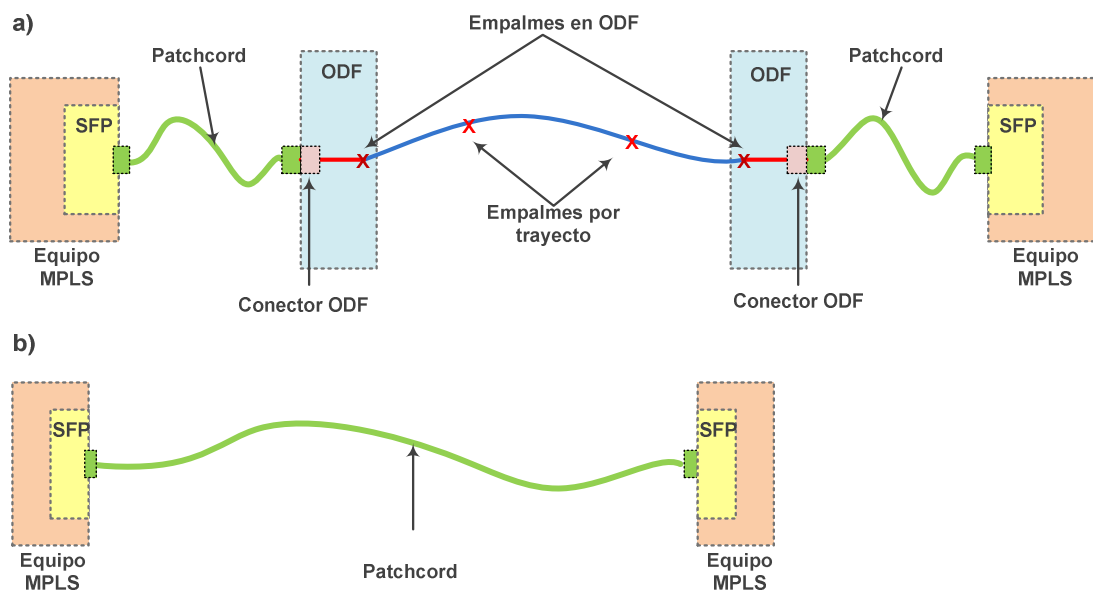 a)
Empalmes en ODF
Patchcord
ODF
ODF
Patchcord
SFP
SFP
x
x
x
x
Empalmes por
trayecto
Equipo
MPLS
Conector ODF
Conector ODF
Equipo
MPLS
b)
SFP
SFP
Equipo
MPLS
Patchcord
Equipo
MPLS